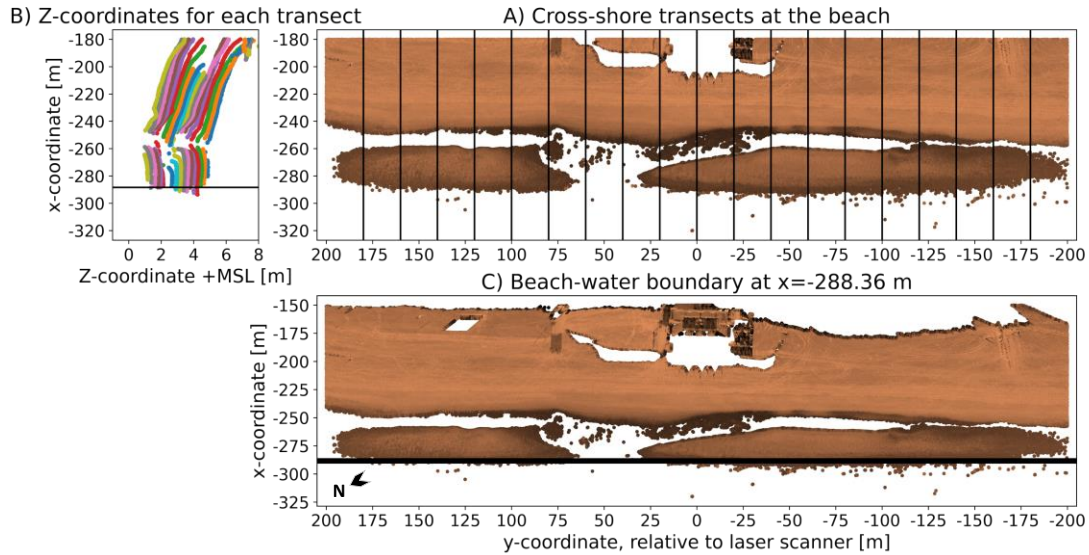 B) Z-coordinates for each transect
A) Cross-shore transects at the beach
x-coordinate [m]
-180
-200
-220
-240
-260
-280
-300
-320
0 2 4 6 8
Z-coordinate +MSL [m]
-180
-200
-220
-240
-260
-280
-300
-320
200 175 150 125 100 75 50 25 0 -25 -50 -75 -100 -125 -150 -175 -200
C) Beach-water boundary at x=-288.36 m
x-coordinate [m]
-150
-175
-200
-225
-250
-275
-300
-325
N
200 175 150 125 100 75 50 25 0 -25 -50 -75 -100 -125 -150 -175 -200
y-coordinate, relative to laser scanner [m]